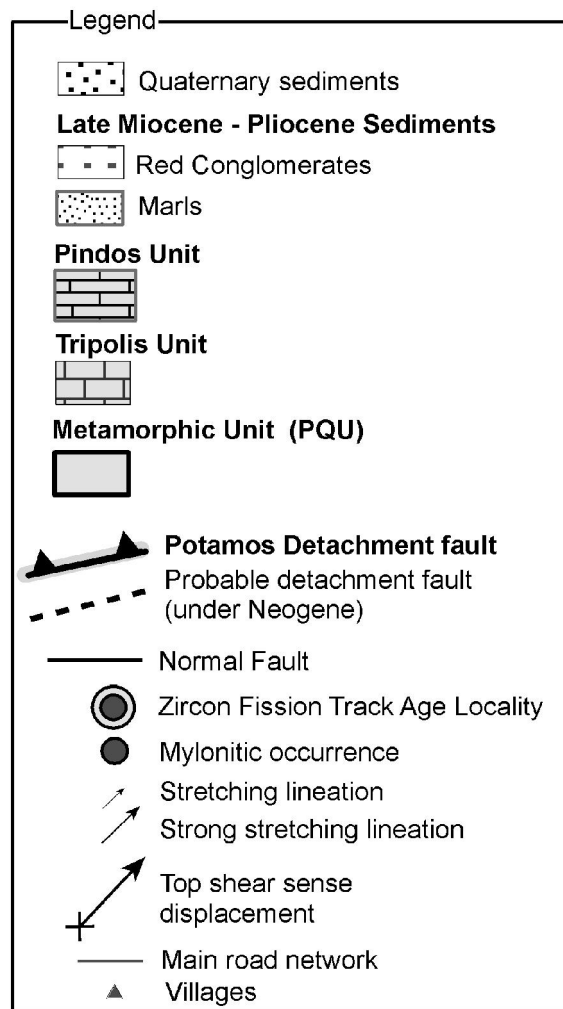 Legend
Quaternary sediments
Late Miocene - Pliocene Sediments
Red Conglomerates
Marls
Pindos Unit
Tripolis Unit
Metamorphic Unit (PQU)
Potamos Detachment fault
Probable detachment fault
(under Neogene)
Normal Fault
Zircon Fission Track Age Locality
Mylonitic occurrence
Stretching lineation
Strong stretching lineation
Top shear sense
displacement
Main road network
Villages